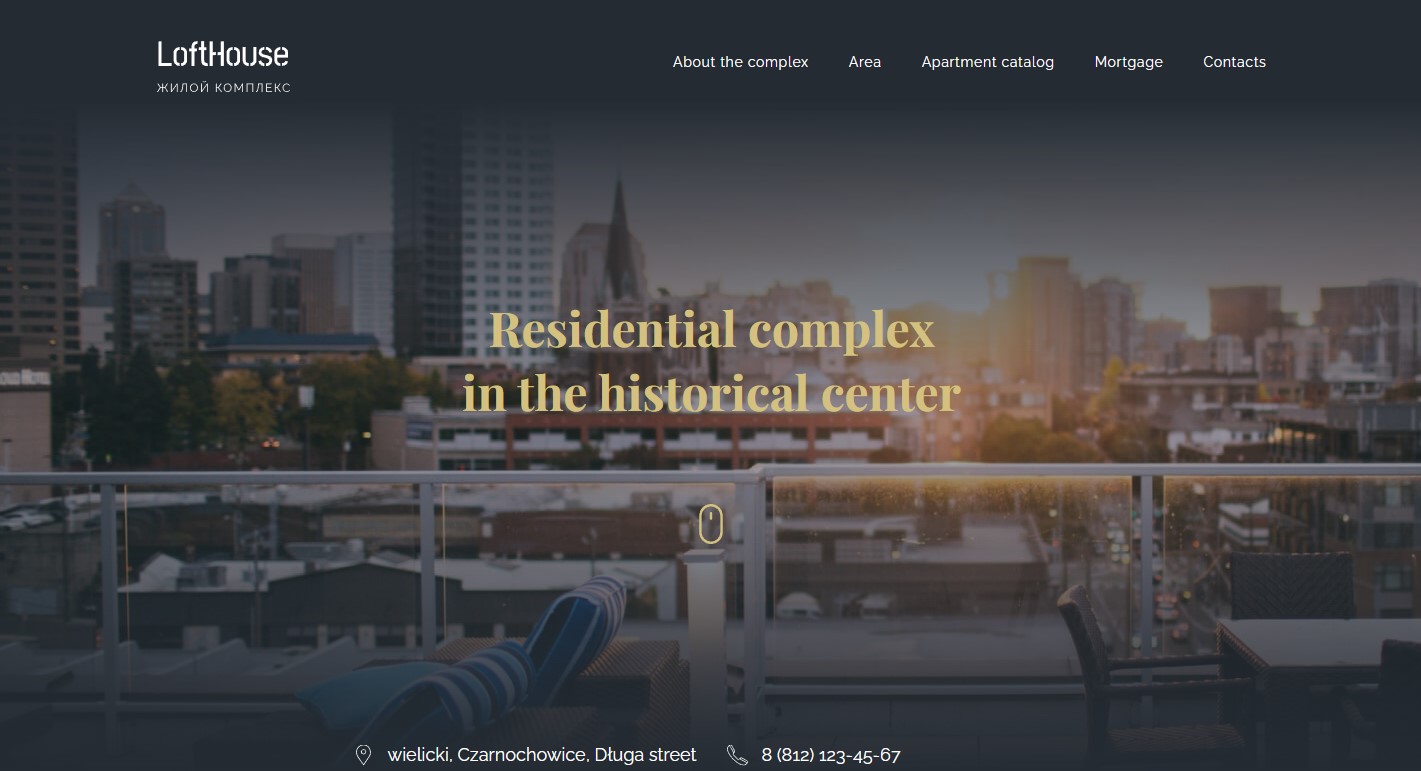 LoftHouse
ЖИЛОЙ КОМПЛЕКС
About the complex Area Apartment catalog Mortgage Contacts
Residential complex
in the historical center
wielicki, Czarnochowice, Długa street 8 (812) 123-45-67